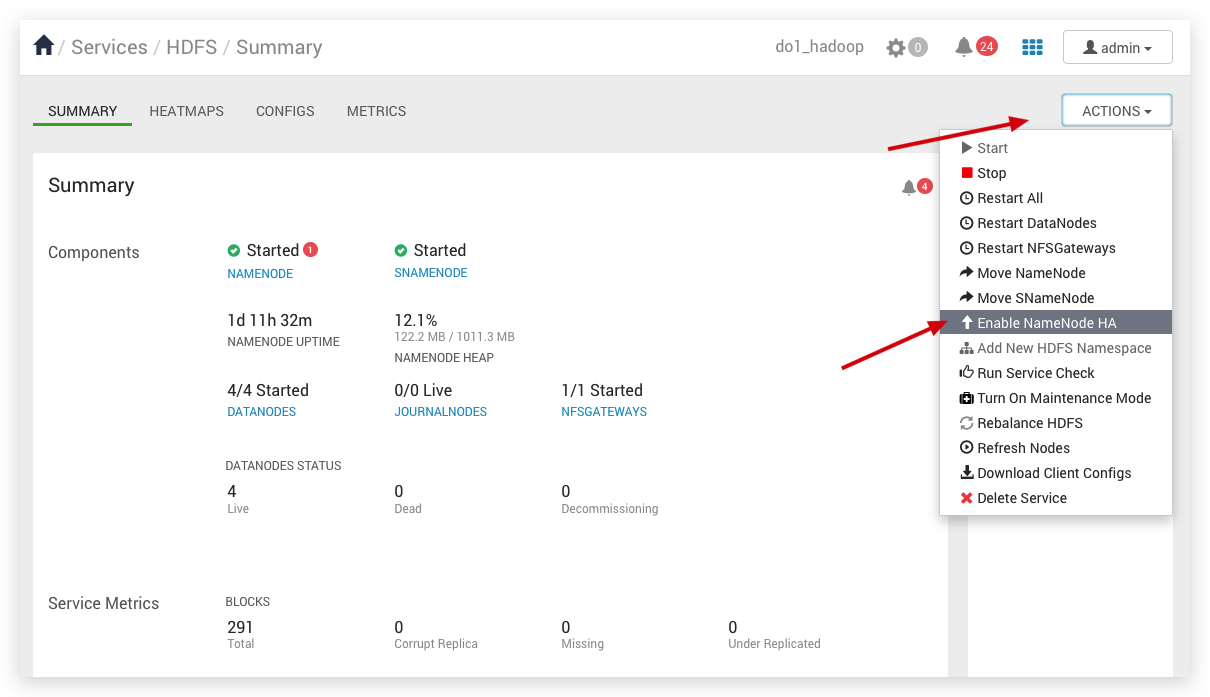 / Services / HDFS / Summary
do1_hadoop 0 24 admin
SUMMARY HEATMAPS CONFIGS METRICS
ACTIONS
Start
Stop
Restart All
Restart DataNodes
Restart NFSGateways
Move NameNode
Move SNameNode
Enable NameNode HA
Add New HDFS Namespace
Run Service Check
Turn On Maintenance Mode
Rebalance HDFS
Refresh Nodes
Download Client Configs
Delete Service
Summary
4
Components
Started 1
NAMENODE
Started
SNAMENODE
1d 11h 32m
NAMENODE UPTIME
12.1%
122.2 MB / 1011.3 MB
NAMENODE HEAP
4/4 Started
DATANODES
0/0 Live
JOURNALNODES
1/1 Started
NFSGATEWAYS
DATANODES STATUS
4
Live
0
Dead
0
Decommissioning
Service Metrics
BLOCKS
291
Total
0
Corrupt Replica
0
Missing
0
Under Replicated